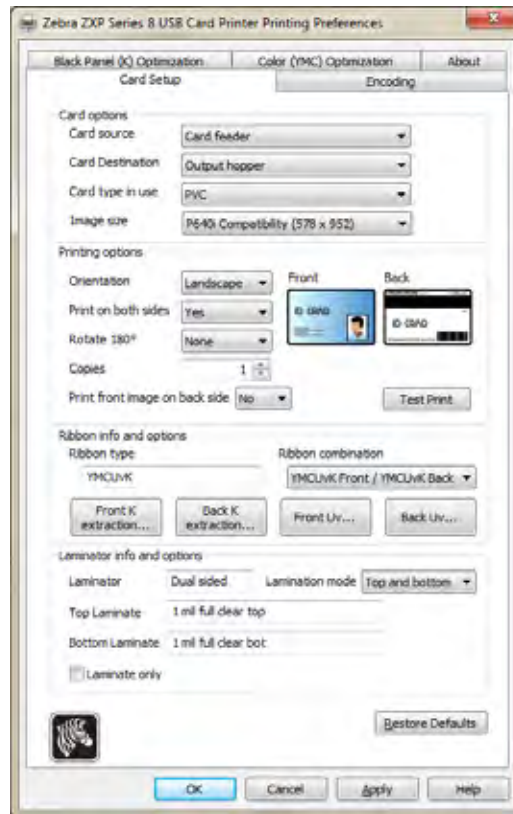 Zebra ZXP Series 8 USB Card Printer Printing Preferences
Black Panel (K) Optimization Color (YMC) Optimization About
Card Setup Encoding
Card options
Card source Card feeder
Card Destination Output hopper
Card type in use PVC
Image size P640i Compatibility (578 x 952)
Printing options
Orientation Landscape Front Back
Print on both sides Yes
ID CARD ID CARD
Rotate 180° None
Copies 1
Print front image on back side No Test Print
Ribbon info and options
Ribbon type Ribbon combination
YMCUvK YMCUvK Front / YMCUvK Back
Front K extraction... Back K extraction... Front Uv... Back Uv...
Laminator info and options
Laminator Dual sided Lamination mode Top and bottom
Top Laminate 1 mil full clear top
Bottom Laminate 1 mil full clear bot
Laminate only
Restore Defaults
OK Cancel Apply Help